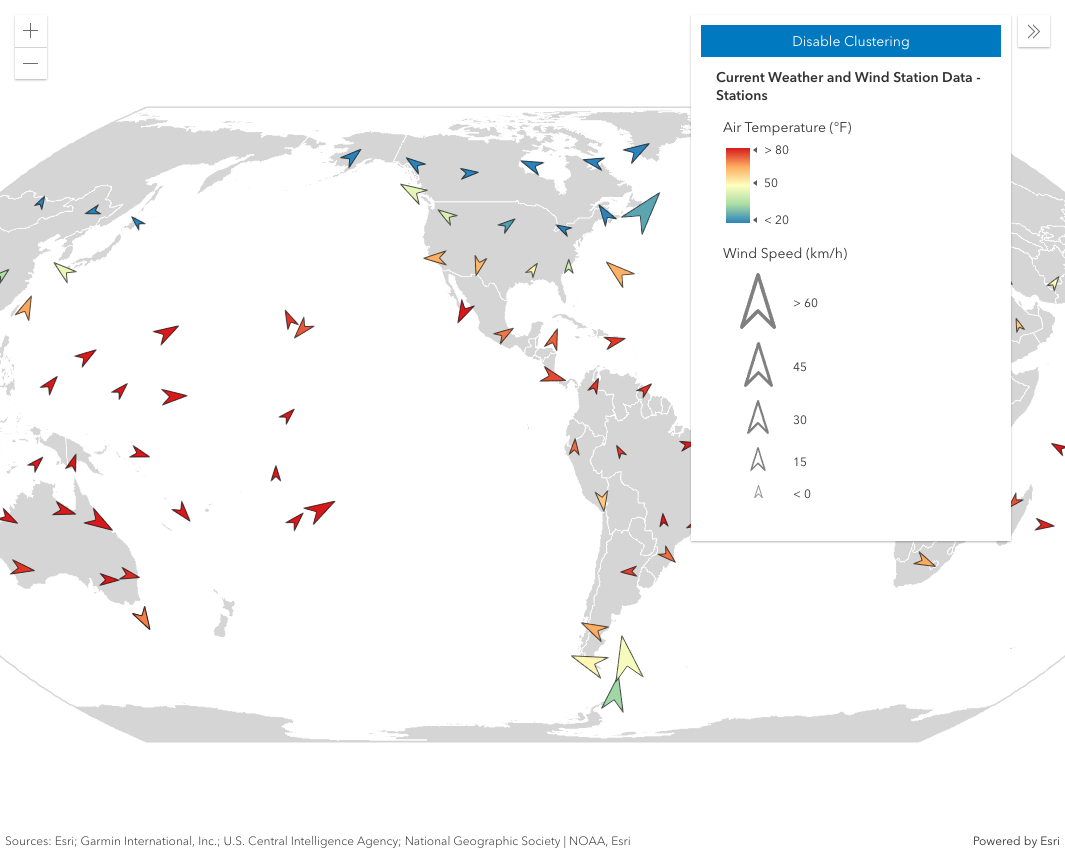 Disable Clustering
Current Weather and Wind Station Data -
Stations
Air Temperature (°F)
> 80
50
< 20
Wind Speed (km/h)
> 60
45
30
15
< 0
Sources: Esri; Garmin International, Inc.; U.S. Central Intelligence Agency; National Geographic Society | NOAA, Esri
Powered by Esri